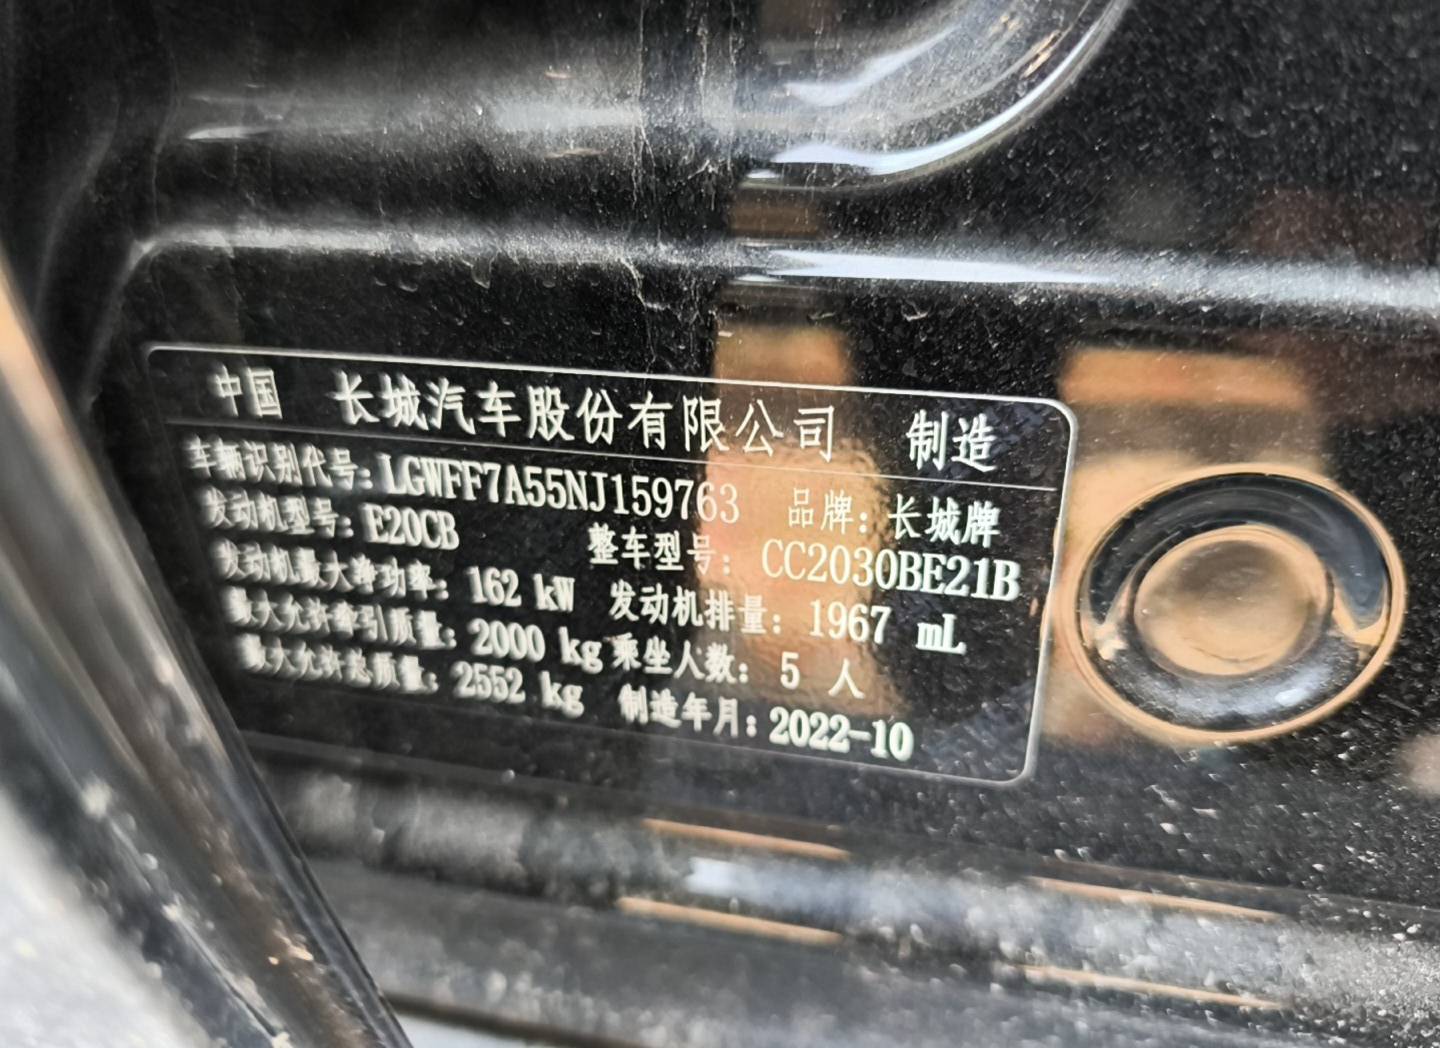 中国 长城汽车股份有限公司 制造
车辆识别代号：LGWFF7A55NJ159763 品牌：长城牌
发动机型号：E20CB 整车型号：CC2030BE21B
发动机最大净功率：162 kW 发动机排量：1967 mL
最大允许牵引质量：2000 kg 乘坐人数：5 人
最大允许总质量：2552 kg 制造年月：2022-10